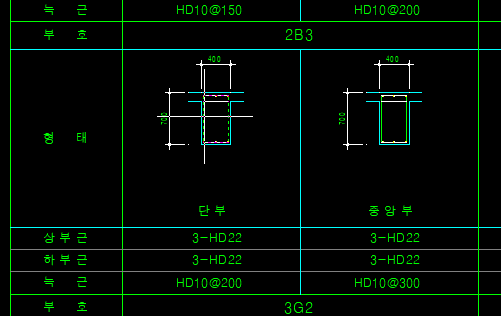 늑 근 HD10@150 HD10@200
부 호 2B3
400 400
700 700
형 태
단 부 중 앙 부
상 부 근 3-HD22 3-HD22
하 부 근 3-HD22 3-HD22
늑 근 HD10@200 HD10@300
부 호 3G2